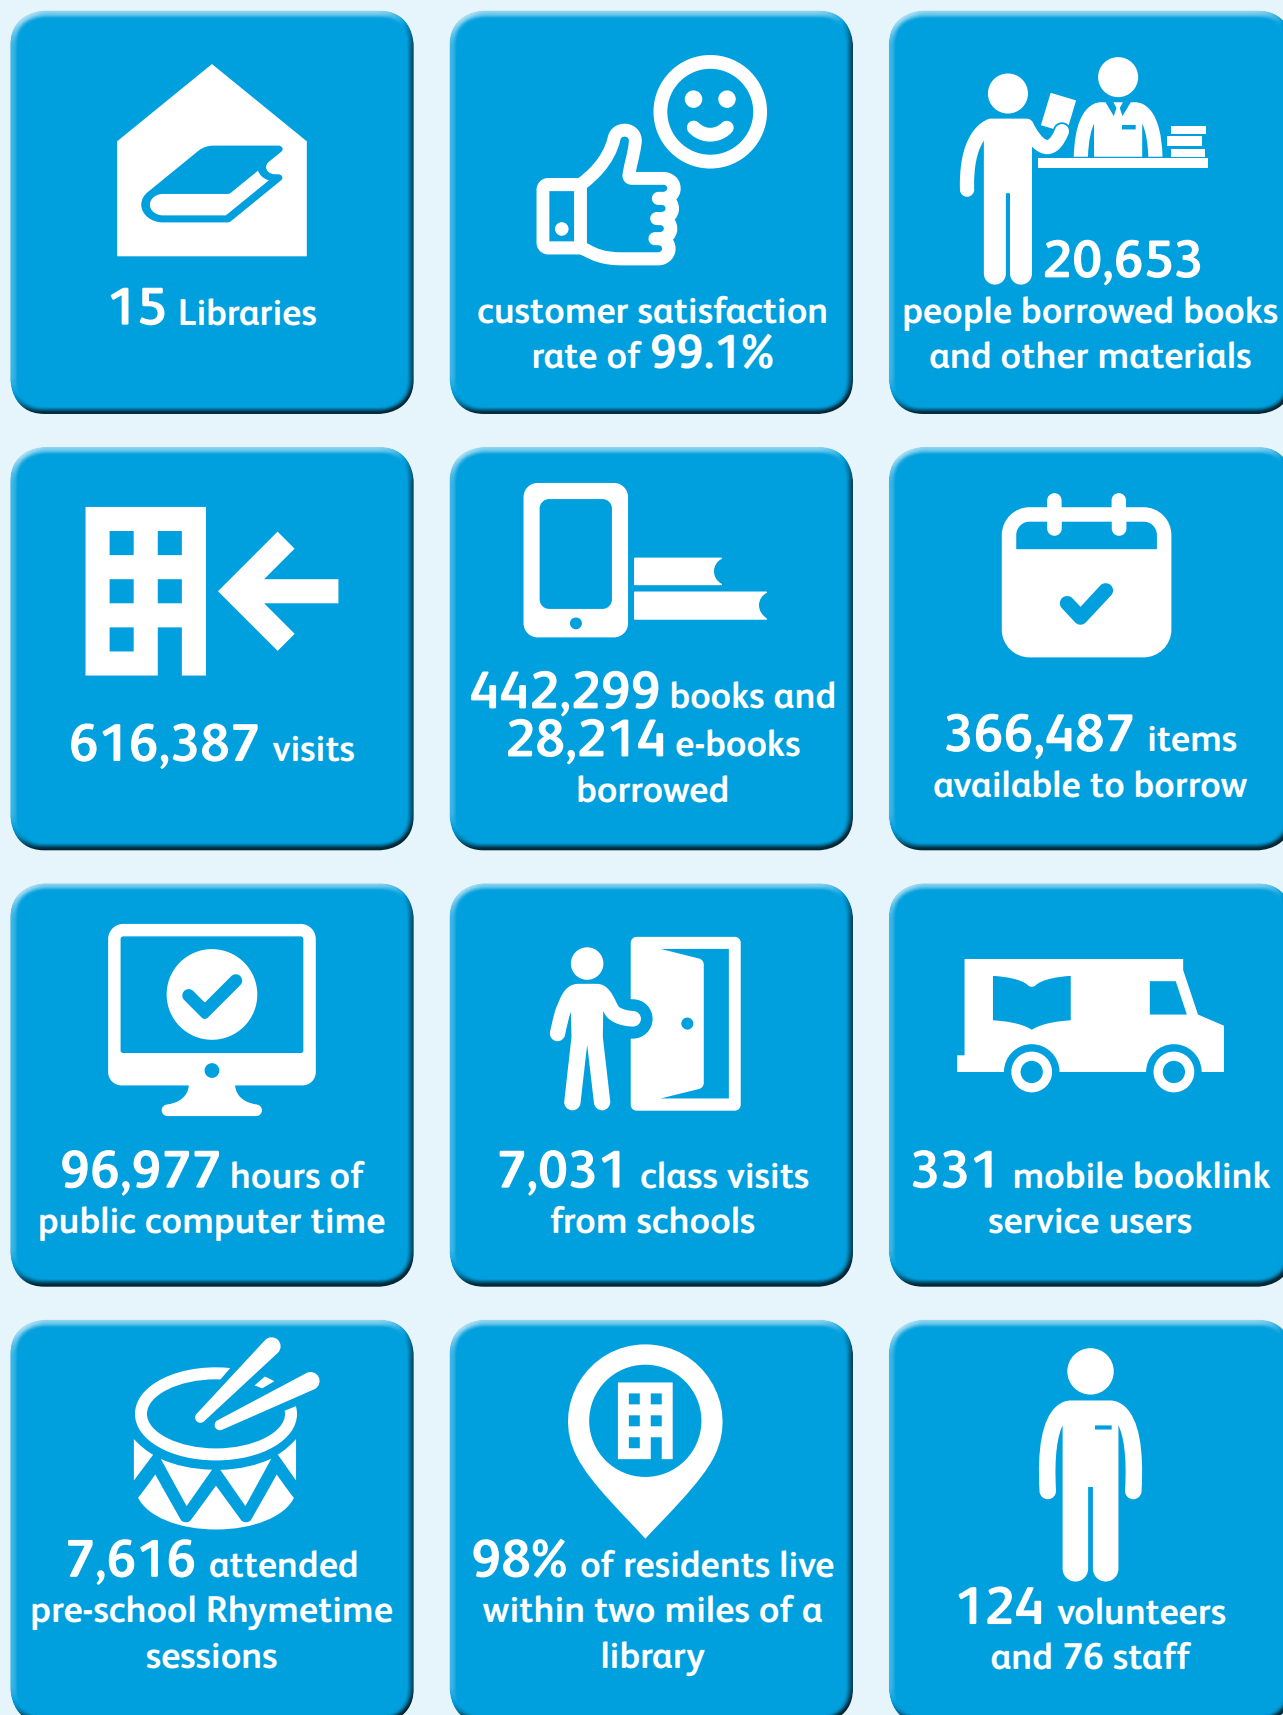 15 Libraries
customer satisfaction
rate of 99.1%
20,653
people borrowed books
and other materials
616,387 visits
442,299 books and
28,214 e-books
borrowed
366,487 items
available to borrow
96,977 hours of
public computer time
7,031 class visits
from schools
331 mobile booklink
service users
7,616 attended
pre-school Rhymetime
sessions
98% of residents live
within two miles of a
library
124 volunteers
and 76 staff